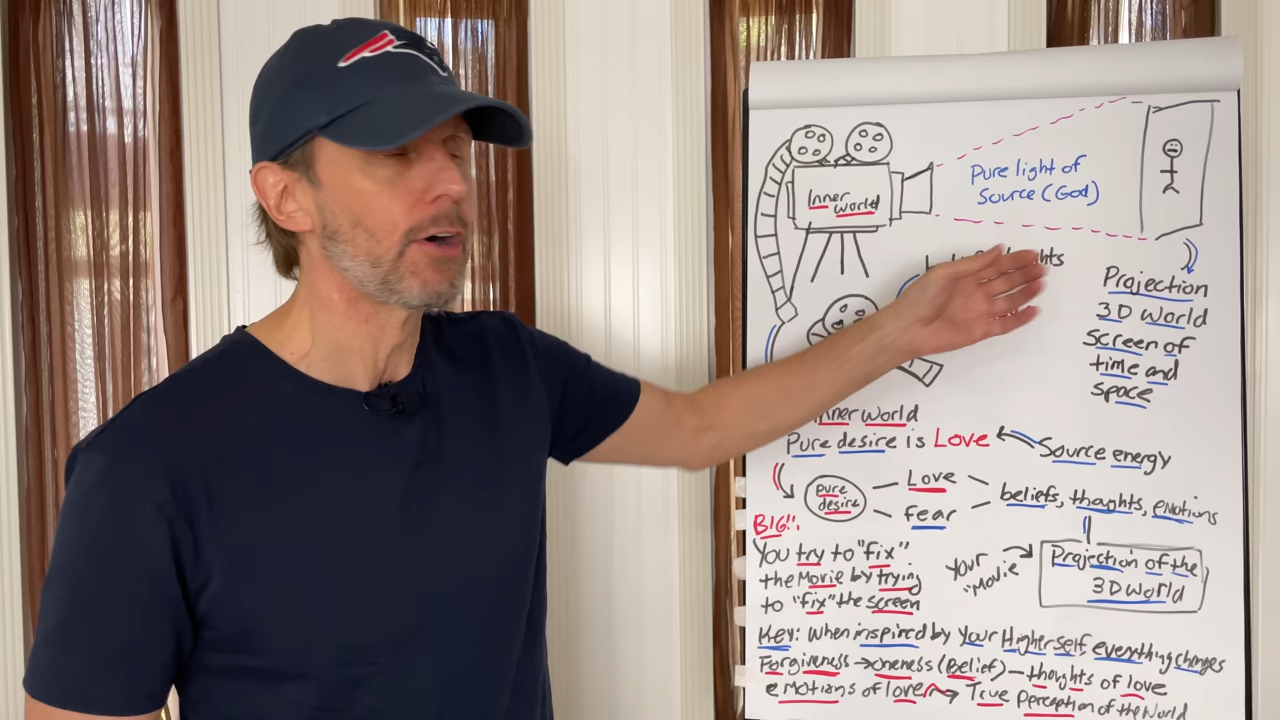 Inner
world
Pure light of
Source (God)
Projection
3D world
Screen of
time and
space
Inner world
Pure desire is Love
Source energy
pure
desire
Love
fear
beliefs, thoughts, emotions
BIG!!:
You try to "fix"
the Movie by trying
to "fix" the screen
Your
"Movie
Projection of the
3D World
Key: When inspired by your Higherself everything changes
Forgiveness → oneness (Belief) — thoughts of love
emotions of love → True perception of the World